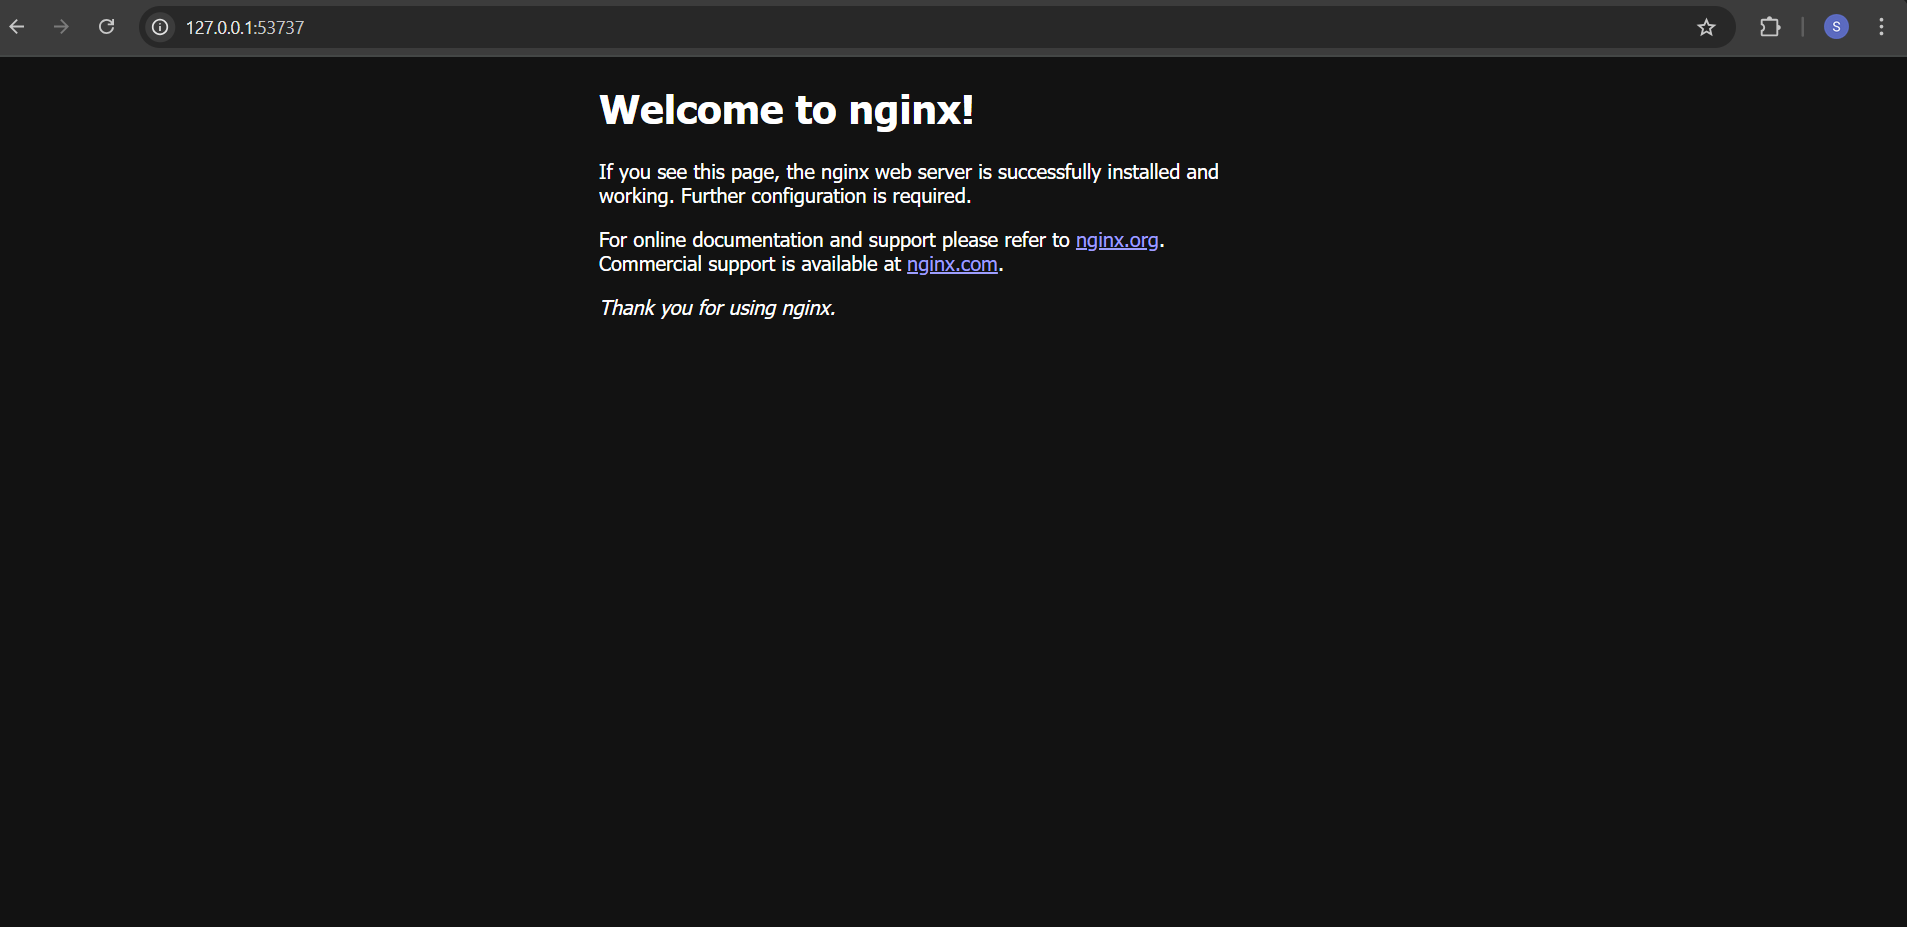 127.0.0.1:53737
S
Welcome to nginx!
If you see this page, the nginx web server is successfully installed and
working. Further configuration is required.
For online documentation and support please refer to nginx.org.
Commercial support is available at nginx.com.
Thank you for using nginx.